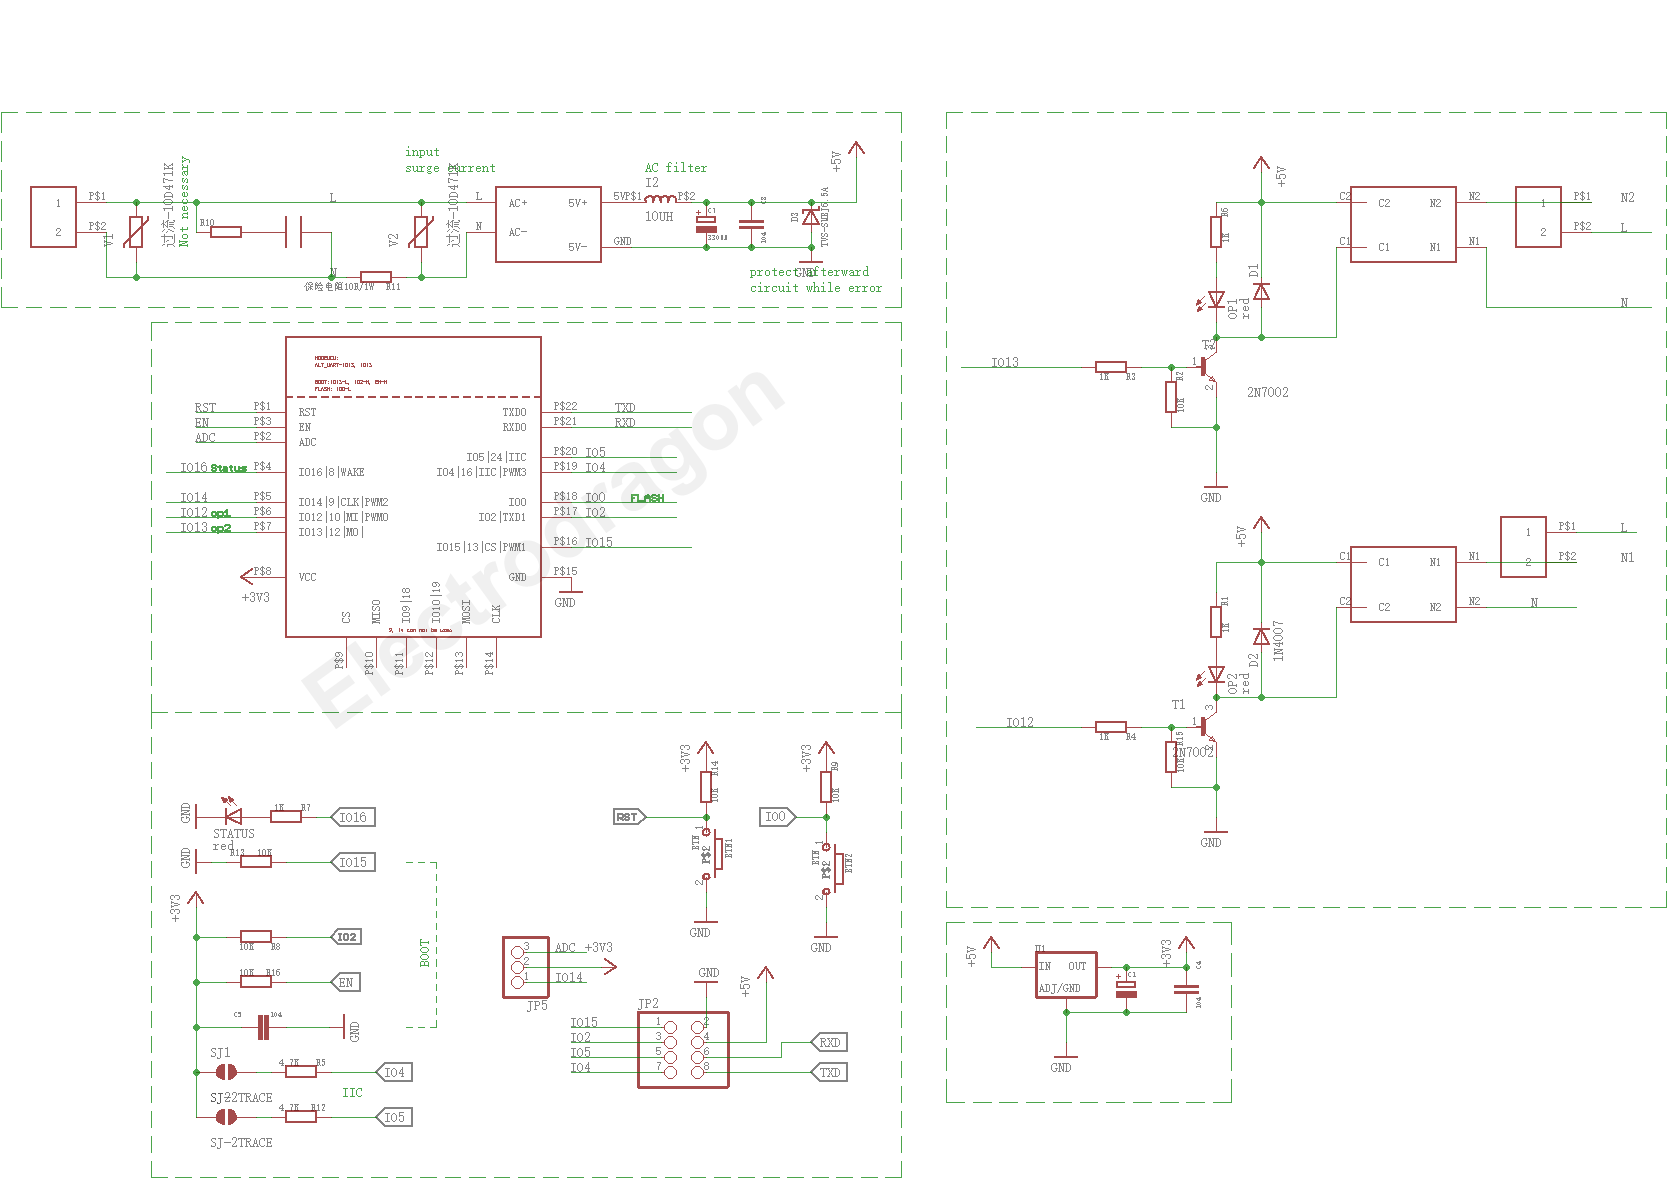 input
surge current
AC filter
I2
10UH
+5V
1
2
P$1
P$2
V1
过流-10D471K
Not necessary
R10
L
N
保险电阻10R/1W
R11
V2
过流-10D471K
L
N
AC+
AC-
5V+
5V-
5VP$1
P$2
GND
C1
330UU
104
D3
GND
protect afterward
circuit while error
NODEMCU:
ALT_UART-IO15, IO13
BOOT:IO15-L, IO2-H, EN-H
FLASH: IO0-L
RST
EN
ADC
IO16 Status
IO14
IO12 op1
IO13 op2
+3V3
P$1
P$3
P$2
P$4
P$5
P$6
P$7
P$8
RST
EN
ADC
IO16|8|WAKE
IO14|9|CLK|PWM2
IO12|10|MI|PWM0
IO13|12|MO|
VCC
TXD0
RXD0
IO5|24|IIC
IO4|16|IIC|PWM3
IO0
IO2|TXD1
IO15|13|CS|PWM1
GND
P$22
P$21
P$20
P$19
P$18
P$17
P$16
P$15
TXD
RXD
IO5
IO4
IO0
FLASH
IO2
IO15
GND
CS
MISO
IO9|18
IO10|19
MOSI
CLK
9, is can not be used
P$9
P$10
P$11
P$12
P$13
P$14
Electrodragon
GND
STATUS
red
1K
R7
IO16
GND
R13
10K
IO15
+3V3
10K
R8
IO2
10K
R16
EN
104
GND
BOOT
SJ1
4.7K
R5
IO4
SJ-22TRACE
IIC
4.7K
R12
IO5
SJ-2TRACE
+3V3
R14
10K
RST
1
BTN
P$2
BTN1
2
GND
+3V3
R9
10K
IO0
1
BTN
P$2
BTN2
2
GND
3
2
1
ADC
+3V3
IO14
JP5
GND
+5V
JP2
IO15
IO2
IO5
IO4
1
3
5
7
2
4
6
8
RXD
TXD
+5V
R6
1K
OP1
red
D1
IO13
1K
R3
R2
10K
1
2
2N7002
GND
C2
C1
C2
C1
N2
N1
N2
N1
1
2
P$1
P$2
N2
L
N
+5V
R1
1K
OP2
red
D2
1N4007
IO12
1K
R4
R15
10K
T1
1
3
2
2N7002
GND
C1
C2
C1
C2
N1
N2
N1
N2
1
2
P$1
P$2
L
N1
N
+5V
U1
IN
OUT
ADJ/GND
C1
+3V3
C4
104
GND